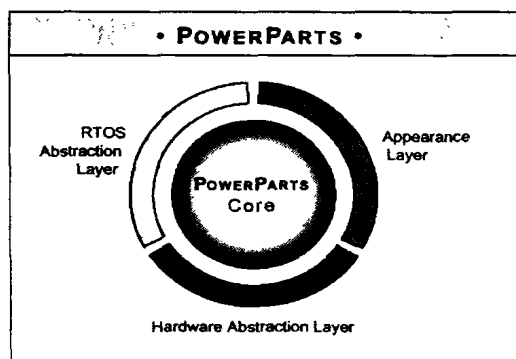 • POWERPARTS •
RTOS
Abstraction
Layer
Appearance
Layer
POWERPARTS
Core
Hardware Abstraction Layer